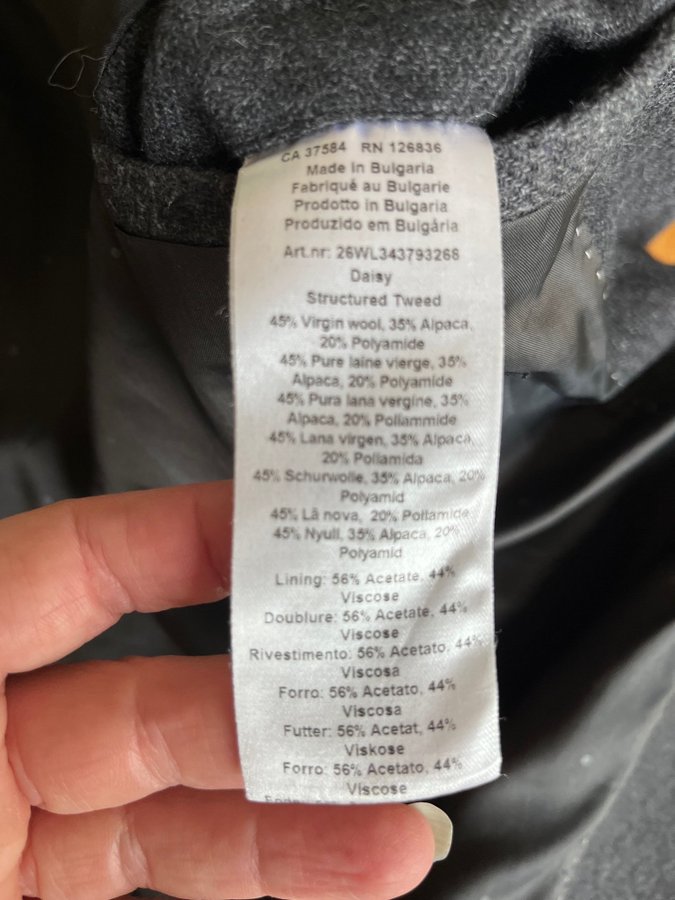 CA 37584 RN 126836
Made in Bulgaria
Fabriqué au Bulgarie
Prodotto in Bulgaria
Produzido em Bulgária
Art.nr: 26WL343793268
Daisy
Structured Tweed
45% Virgin wool, 35% Alpaca,
20% Polyamide
45% Pure laine vierge, 35%
Alpaca, 20% Polyamide
45% Pura lana vergine, 35%
Alpaca, 20% Poliammide
45% Lana virgen, 35% Alpaca,
20% Poliamida
45% Schurwolle, 35% Alpaca, 20%
Polyamid
45% Lã nova, 20% Poliamide
45% Nyull, 35% Alpaca, 20%
Polyamid
Lining: 56% Acetate, 44%
Viscose
Doublure: 56% Acetate, 44%
Viscose
Rivestimento: 56% Acetato, 44%
Viscosa
Forro: 56% Acetato, 44%
Viscosa
Futter: 56% Acetat, 44%
Viskose
Forro: 56% Acetato, 44%
Viscose